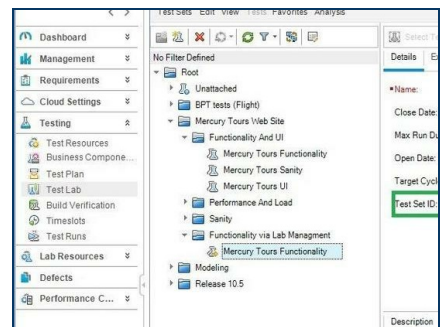 Test Sets Edit View Tests Favorites Analysis
Dashboard
Management
Requirements
Cloud Settings
Testing
Test Resources
Business Compone...
Test Plan
Test Lab
Build Verification
Timeslots
Test Runs
Lab Resources
Defects
Performance C...
No Filter Defined
Root
Unattached
BPT tests (Flight)
Mercury Tours Web Site
Functionality And UI
Mercury Tours Functionality
Mercury Tours Sanity
Mercury Tours UI
Performance And Load
Sanity
Functionality via Lab Managment
Mercury Tours Functionality
Modeling
Release 10.5
Select
Details
Name:
Close Date:
Max Run Du
Open Date:
Target Cycl
Test Set ID:
Description